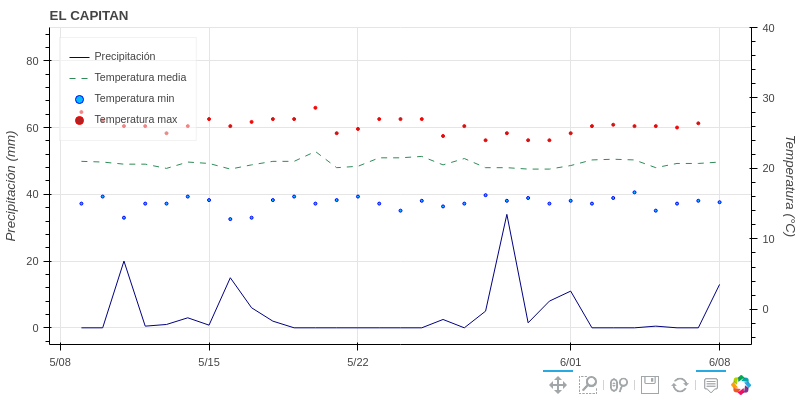 EL CAPITAN
Precipitación
Temperatura media
Temperatura min
Temperatura max
Precipitación (mm)
80
60
40
20
0
Temperatura (°C)
40
30
20
10
0
5/08
5/15
5/22
6/01
6/08